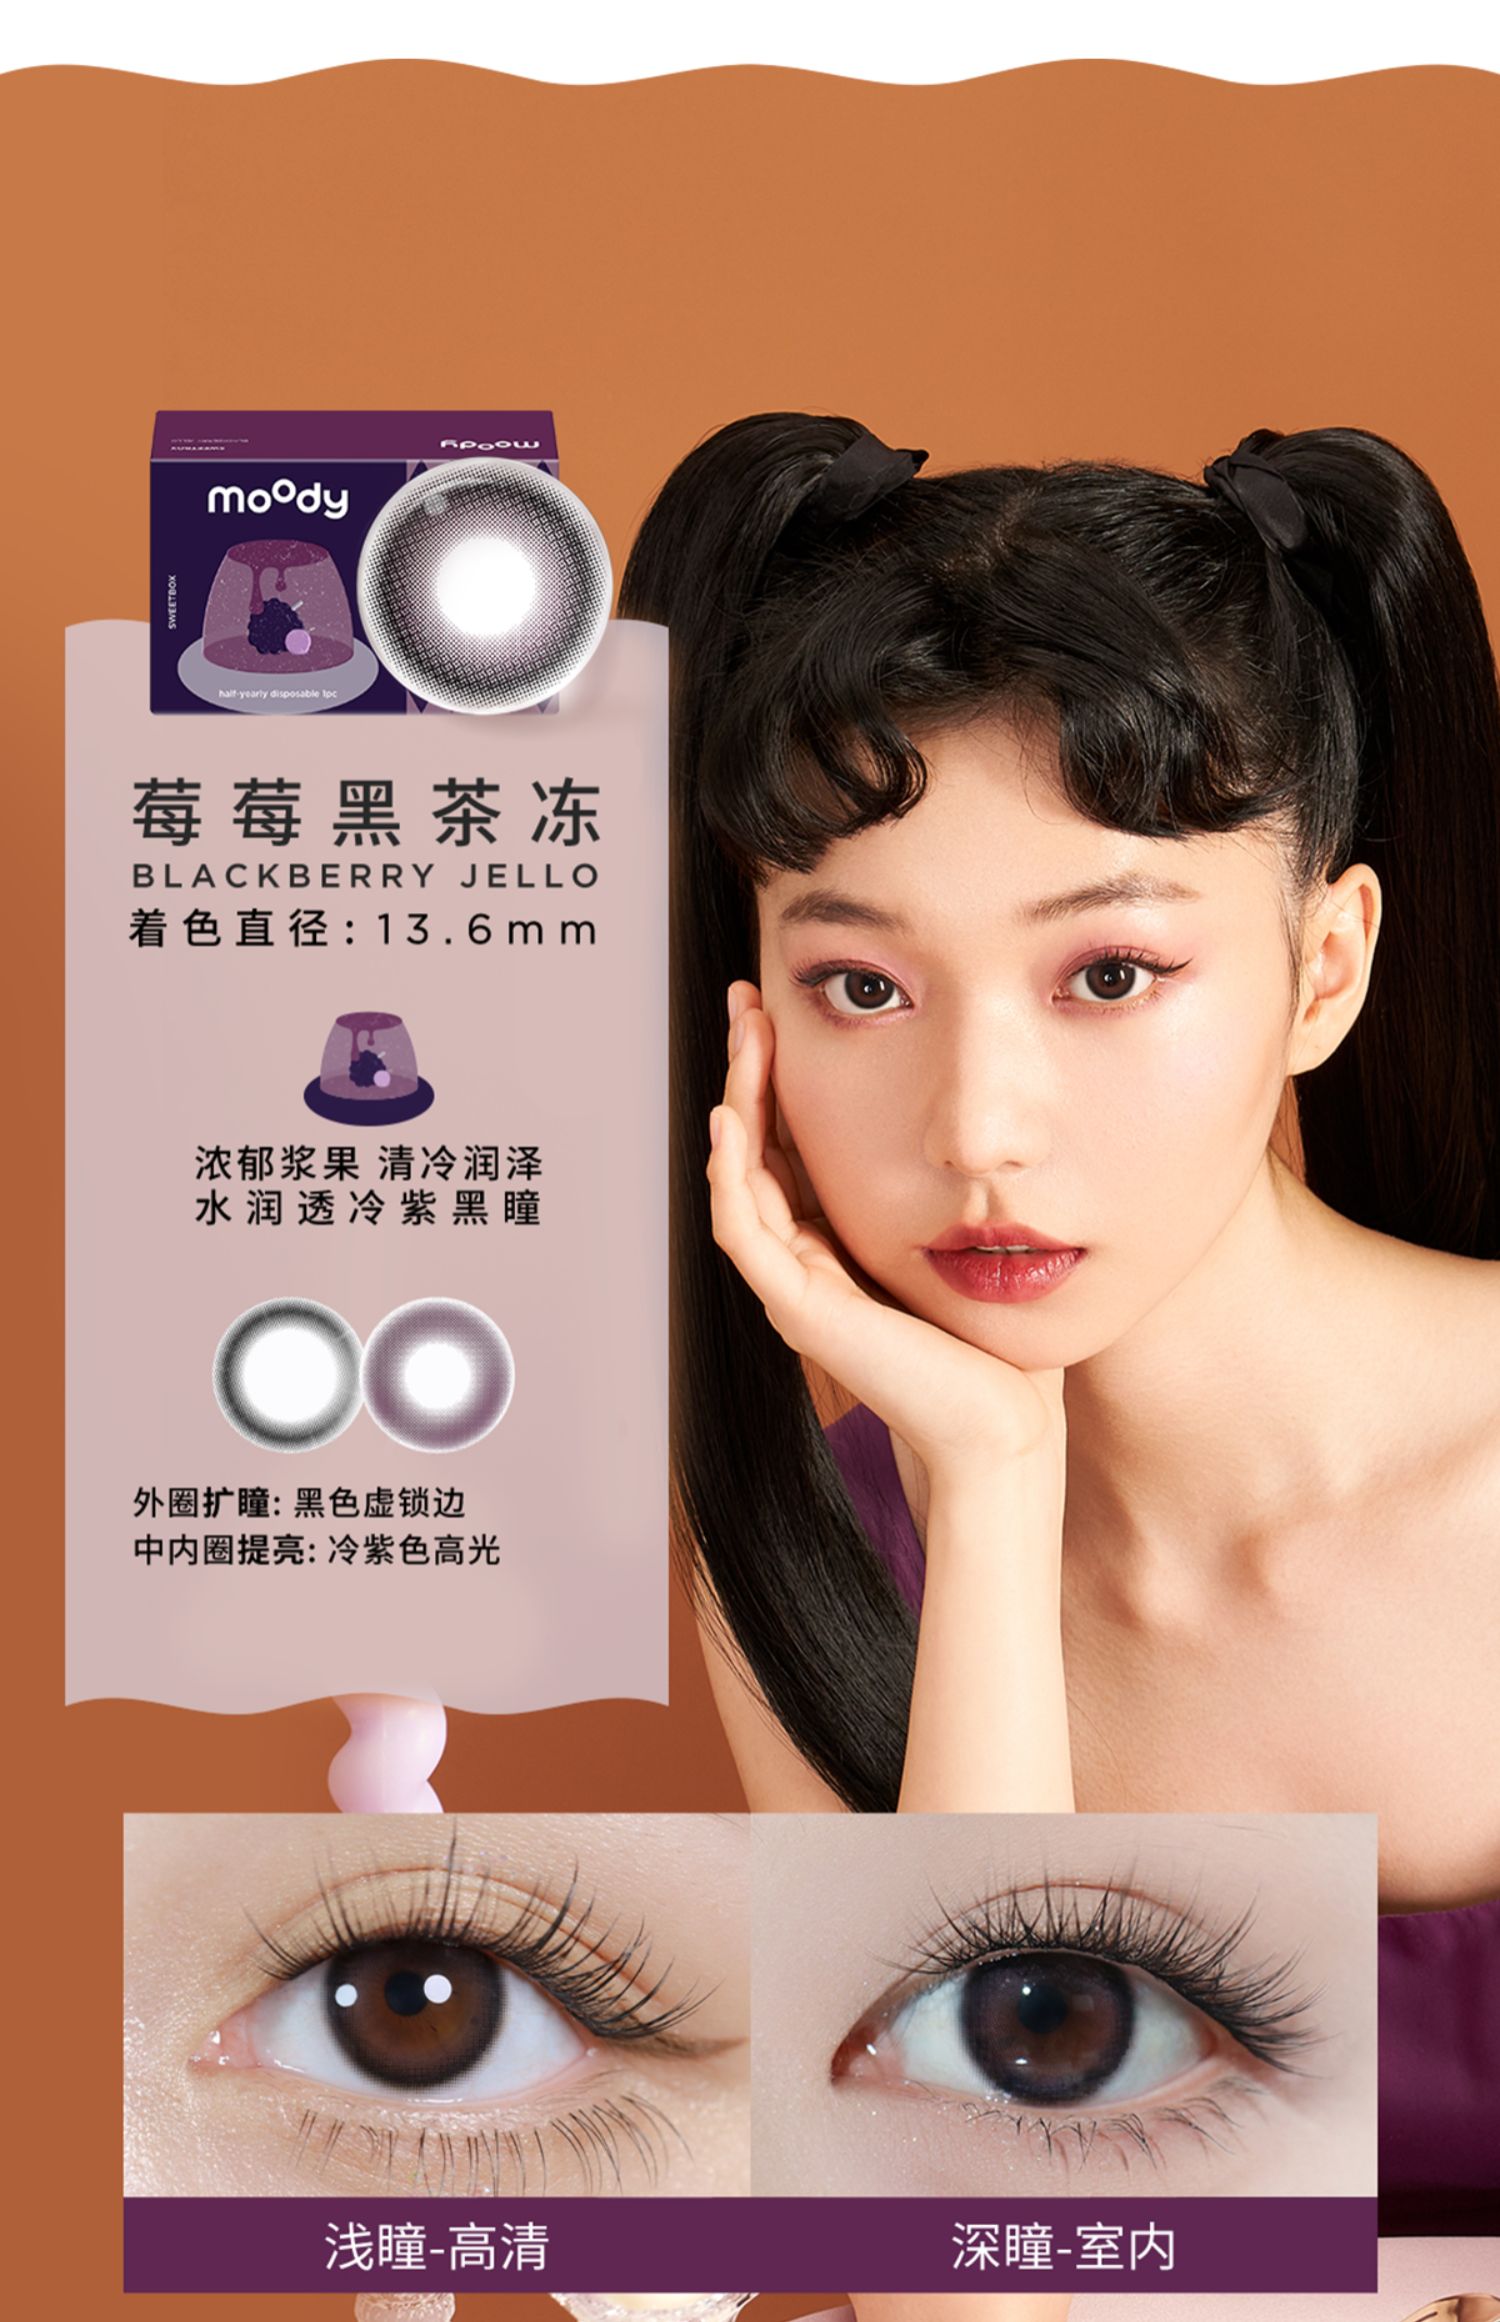 moody
SWEETBOX
moody
SWEETBOX
half-yearly disposable 1pc
莓莓黑茶冻
BLACKBERRY JELLO
着色直径:13.6mm
浓郁浆果 清冷润泽
水润透冷紫黑瞳
外圈扩瞳: 黑色虚锁边
中内圈提亮: 冷紫色高光
浅瞳-高清
深瞳-室内